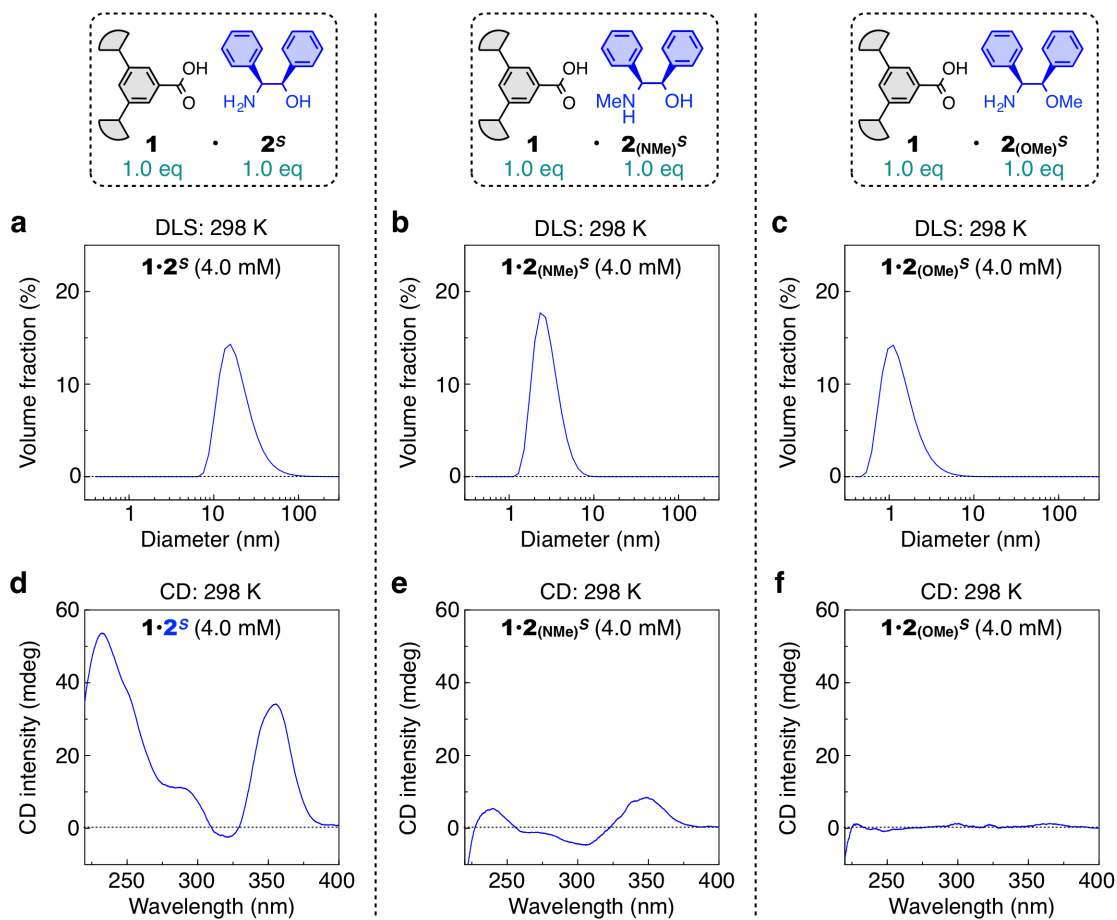 OH
O
H₂N
OH
1 · 2ˢ
1.0 eq 1.0 eq
OH
O
MeN
H
OH
1 · 2(NMe)ˢ
1.0 eq 1.0 eq
OH
O
H₂N
OMe
1 · 2(OMe)ˢ
1.0 eq 1.0 eq
a
DLS: 298 K
1•2ˢ (4.0 mM)
Volume fraction (%)
20
10
0
1 10 100
Diameter (nm)
b
DLS: 298 K
1•2(NMe)ˢ (4.0 mM)
Volume fraction (%)
20
10
0
1 10 100
Diameter (nm)
c
DLS: 298 K
1•2(OMe)ˢ (4.0 mM)
Volume fraction (%)
20
10
0
1 10 100
Diameter (nm)
d
CD: 298 K
1•2ˢ (4.0 mM)
CD intensity (mdeg)
60
40
20
0
250 300 350 400
Wavelength (nm)
e
CD: 298 K
1•2(NMe)ˢ (4.0 mM)
CD intensity (mdeg)
60
40
20
0
250 300 350 400
Wavelength (nm)
f
CD: 298 K
1•2(OMe)ˢ (4.0 mM)
CD intensity (mdeg)
60
40
20
0
250 300 350 400
Wavelength (nm)